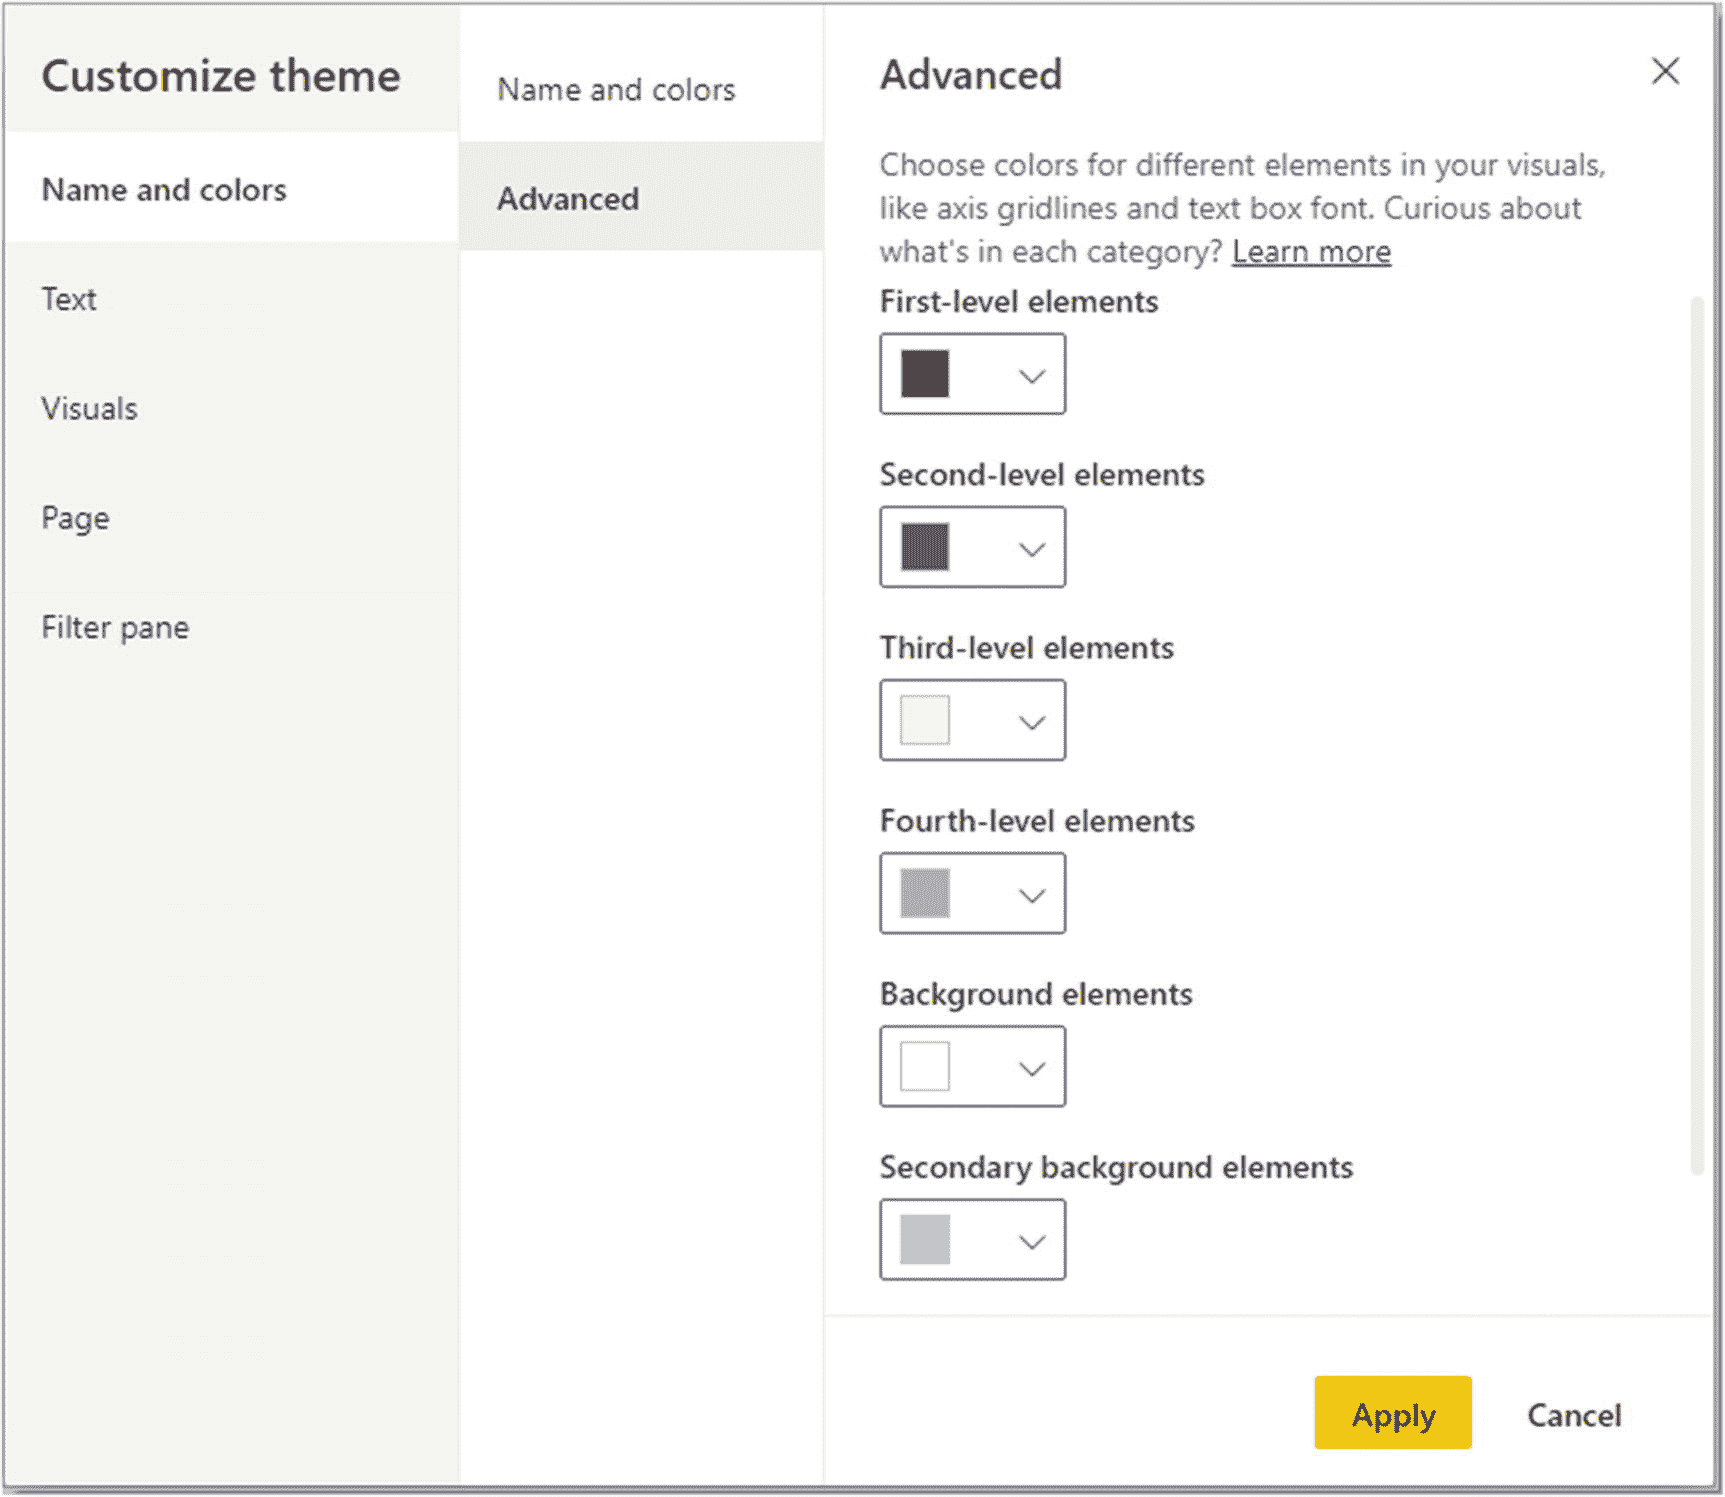 Customize theme
Name and colors
Text
Visuals
Page
Filter pane
Name and colors
Advanced
Advanced
Choose colors for different elements in your visuals,
like axis gridlines and text box font. Curious about
what's in each category? Learn more
First-level elements
Second-level elements
Third-level elements
Fourth-level elements
Background elements
Secondary background elements
Apply
Cancel